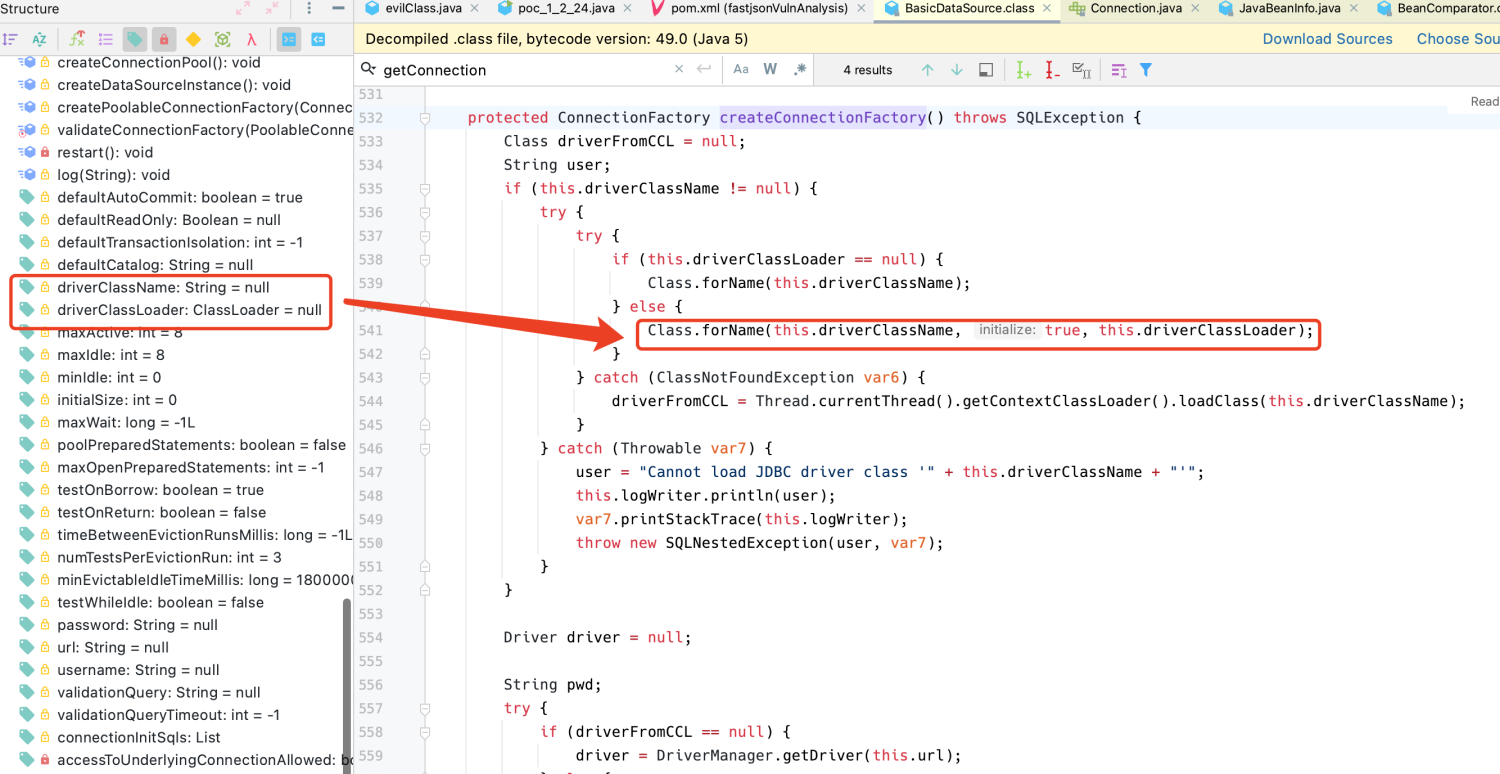 Structure
evilClass.java
poc_1_2_24.java
pom.xml (fastjsonVulnAnalysis)
BasicDataSource.class
Connection.java
JavaBeanInfo.java
BeanComparator.c
Decompiled .class file, bytecode version: 49.0 (Java 5)
Download Sources
Choose Sou
getConnection
Aa W .*
4 results
Read
createConnectionPool(): void
createDataSourceInstance(): void
createPoolableConnectionFactory(Connec
validateConnectionFactory(PoolableConne
restart(): void
log(String): void
defaultAutoCommit: boolean = true
defaultReadOnly: Boolean = null
defaultTransactionIsolation: int = -1
defaultCatalog: String = null
driverClassName: String = null
driverClassLoader: ClassLoader = null
maxActive: int = 8
maxIdle: int = 8
minIdle: int = 0
initialSize: int = 0
maxWait: long = -1L
poolPreparedStatements: boolean = false
maxOpenPreparedStatements: int = -1
testOnBorrow: boolean = true
testOnReturn: boolean = false
timeBetweenEvictionRunsMillis: long = -1L
numTestsPerEvictionRun: int = 3
minEvictableIdleTimeMillis: long = 1800000
testWhileIdle: boolean = false
password: String = null
url: String = null
username: String = null
validationQuery: String = null
validationQueryTimeout: int = -1
connectionInitSqls: List
accessToUnderlyingConnectionAllowed: bo
531
532 protected ConnectionFactory createConnectionFactory() throws SQLException {
533 Class driverFromCCL = null;
534 String user;
535 if (this.driverClassName != null) {
536 try {
537 try {
538 if (this.driverClassLoader == null) {
539 Class.forName(this.driverClassName);
540 } else {
541 Class.forName(this.driverClassName, initialize: true, this.driverClassLoader);
542 }
543 } catch (ClassNotFoundException var6) {
544 driverFromCCL = Thread.currentThread().getContextClassLoader().loadClass(this.driverClassName);
545 }
546 } catch (Throwable var7) {
547 user = "Cannot load JDBC driver class '" + this.driverClassName + "'";
548 this.logWriter.println(user);
549 var7.printStackTrace(this.logWriter);
550 throw new SQLNestedException(user, var7);
551 }
552 }
553
554 Driver driver = null;
555
556 String pwd;
557 try {
558 if (driverFromCCL == null) {
559 driver = DriverManager.getDriver(this.url);